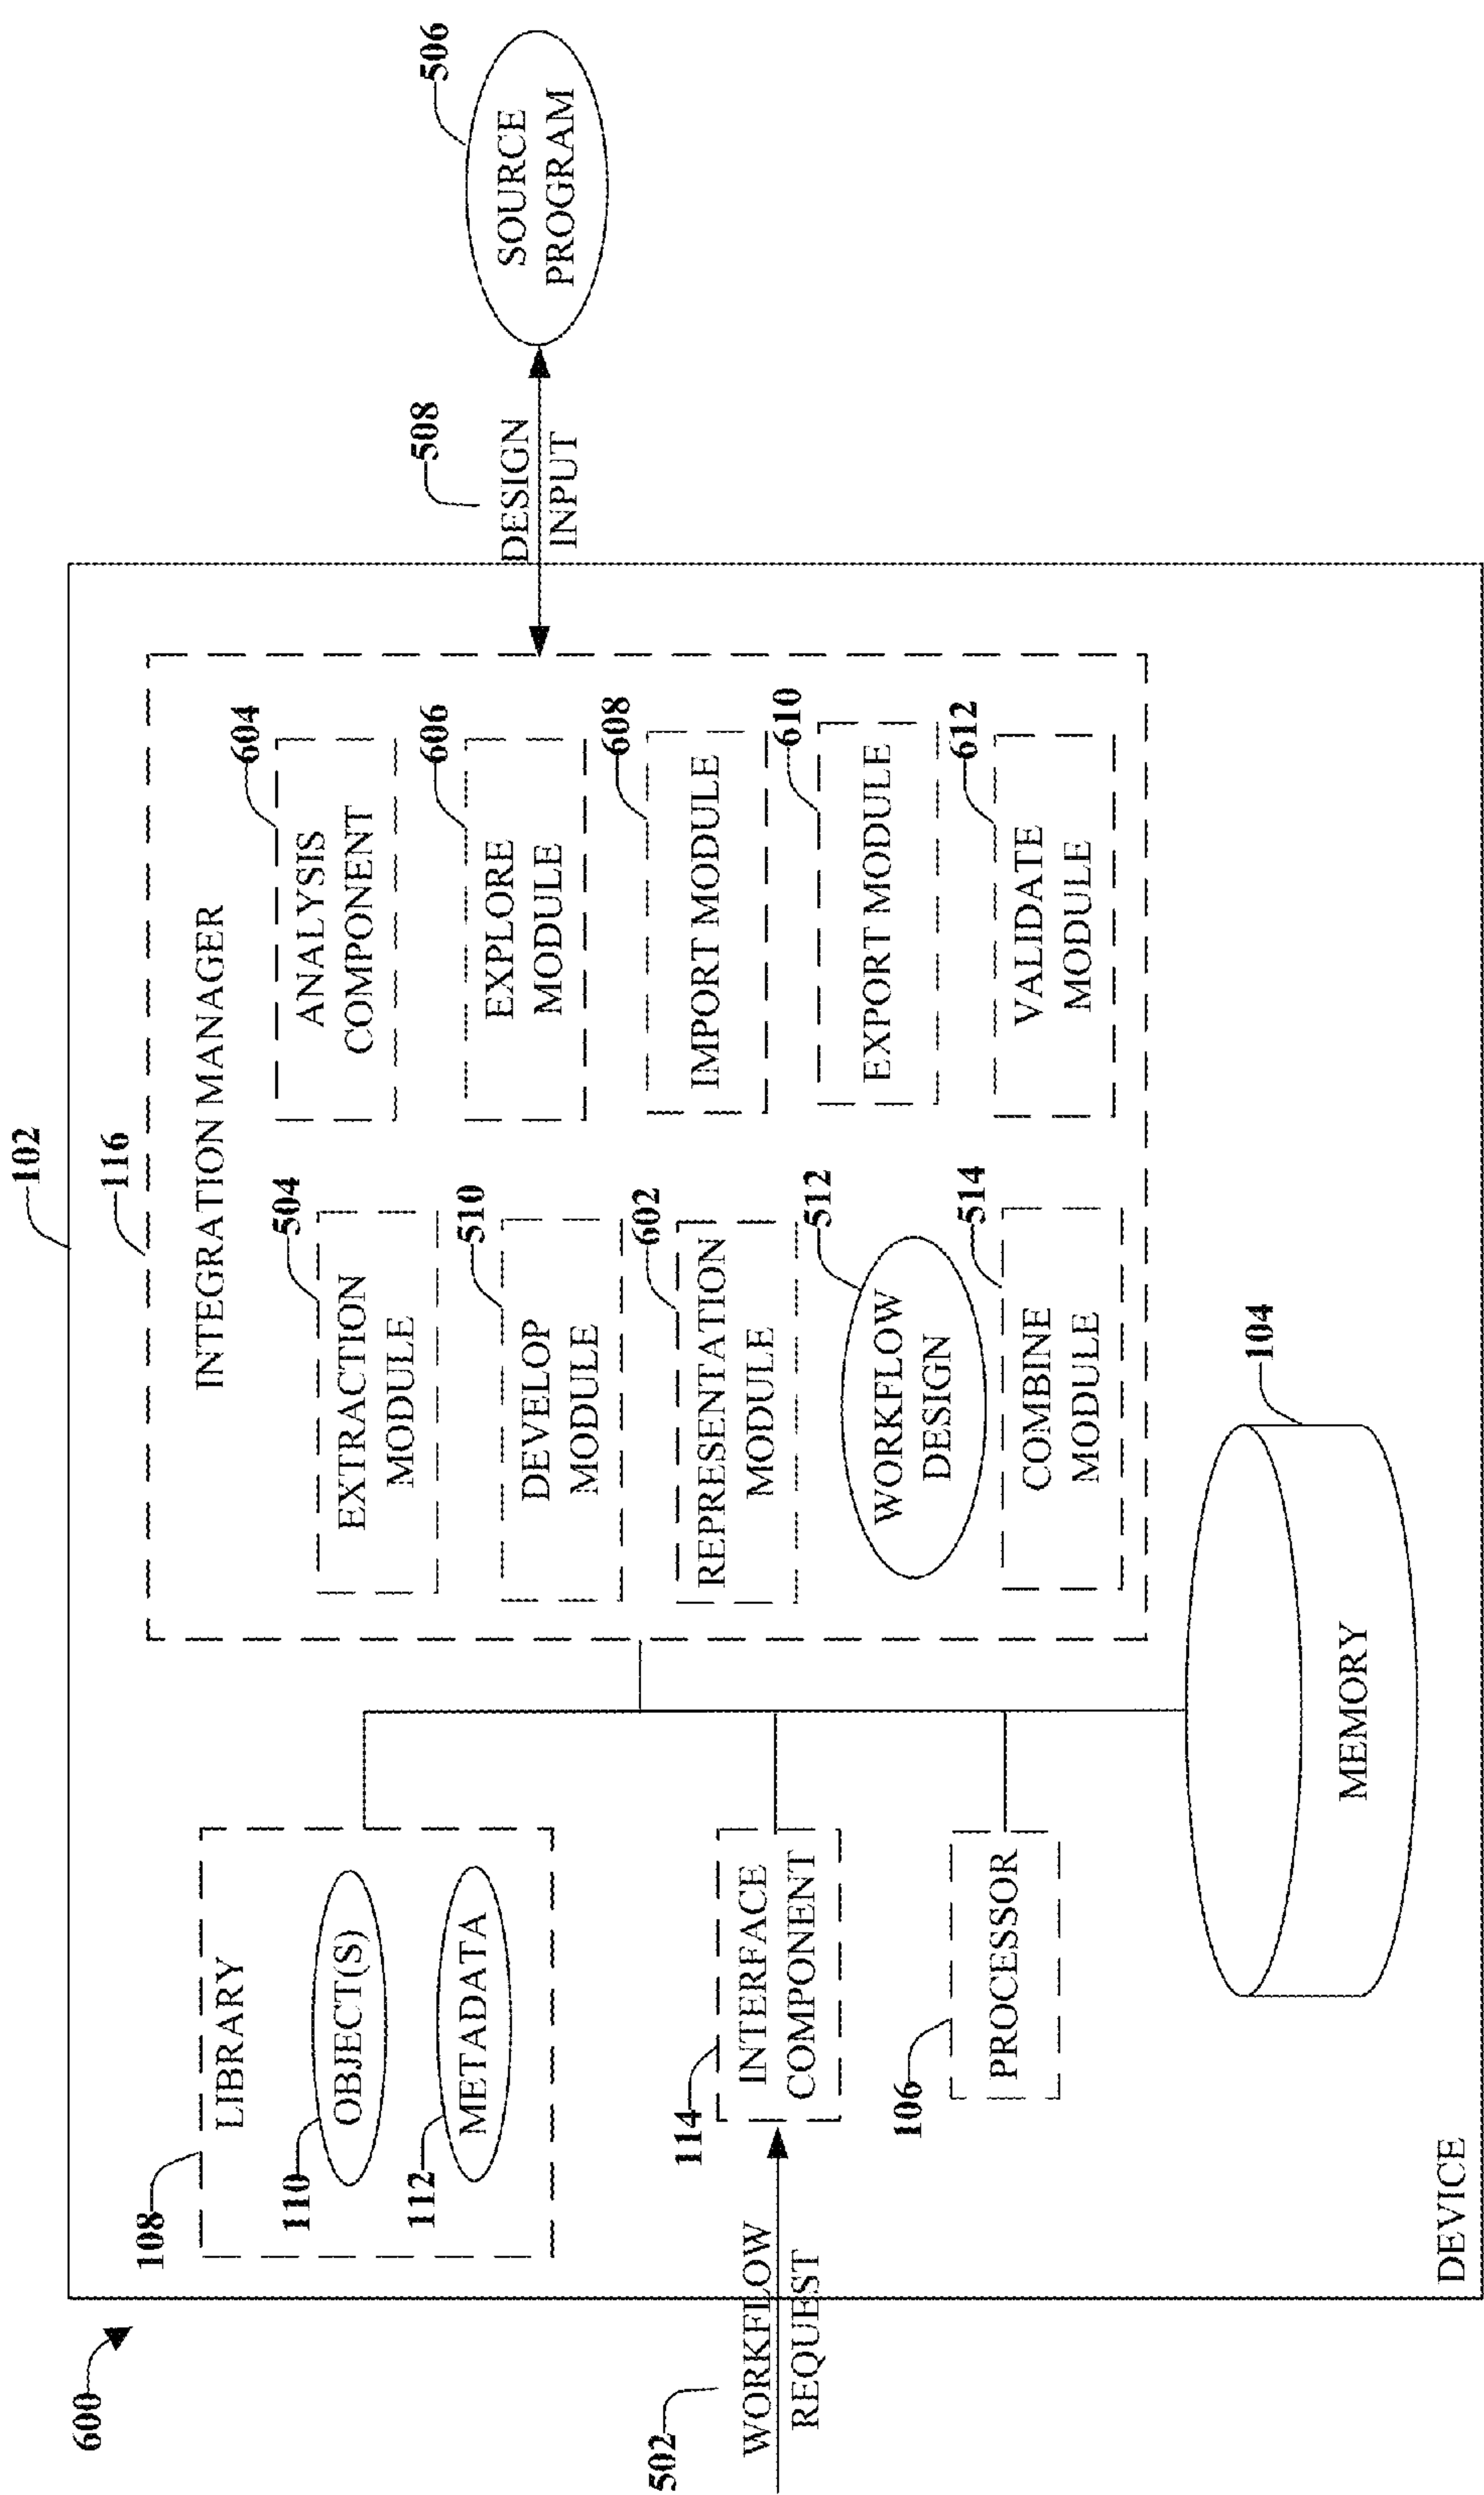 600
102
116
INTEGRATION MANAGER
108
LIBRARY
110
OBJECT(S)
112
METADATA
504
EXTRACTION
MODULE
604
ANALYSIS
COMPONENT
510
DEVELOP
MODULE
606
EXPLORE
MODULE
602
REPRESENTATION
MODULE
608
IMPORT MODULE
512
WORKFLOW
DESIGN
610
EXPORT MODULE
514
COMBINE
MODULE
612
VALIDATE
MODULE
508
DESIGN
INPUT
506
SOURCE
PROGRAM
502
WORKFLOW
REQUEST
114
INTERFACE
COMPONENT
106
PROCESSOR
104
MEMORY
DEVICE